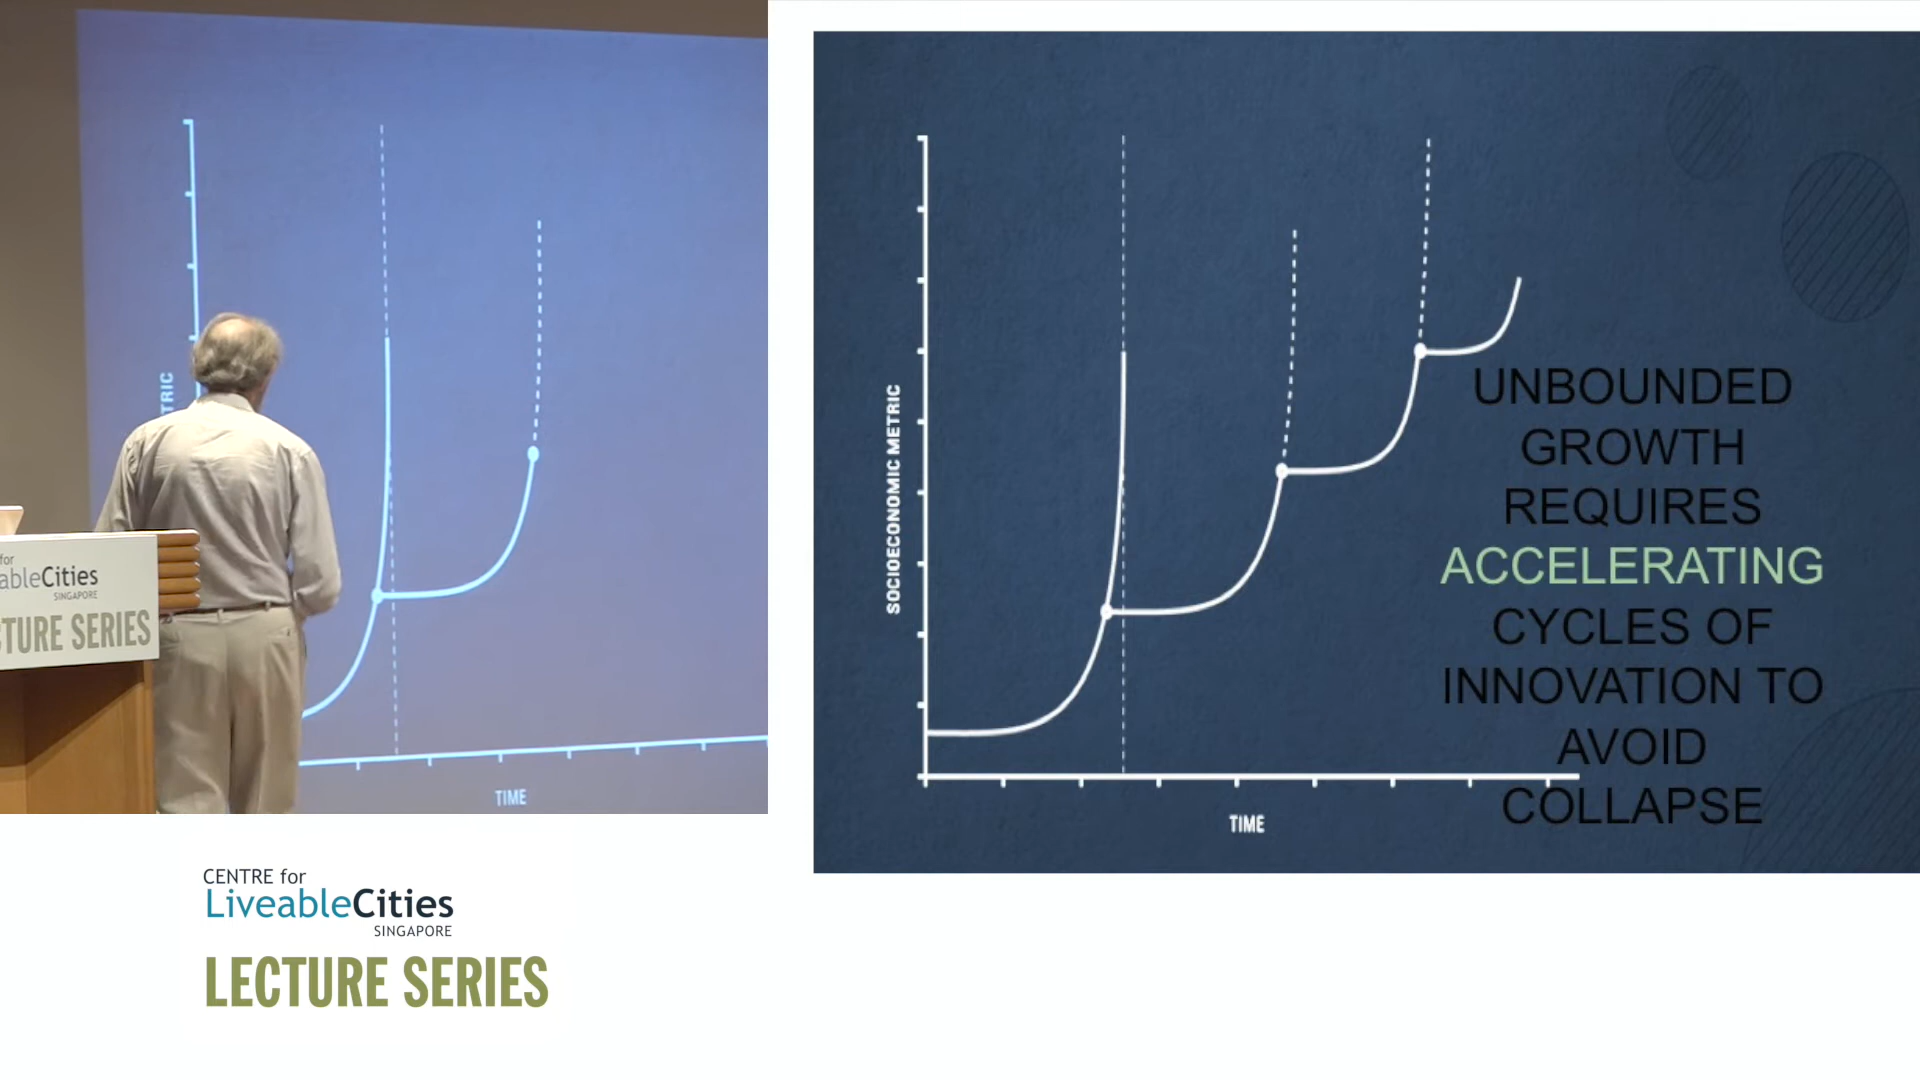 TRIC
TIME
for
ableCities
SINGAPORE
TURE SERIES
CENTRE for
LiveableCities
SINGAPORE
LECTURE SERIES
SOCIOECONOMIC METRIC
TIME
UNBOUNDED
GROWTH
REQUIRES
ACCELERATING
CYCLES OF
INNOVATION TO
AVOID
COLLAPSE